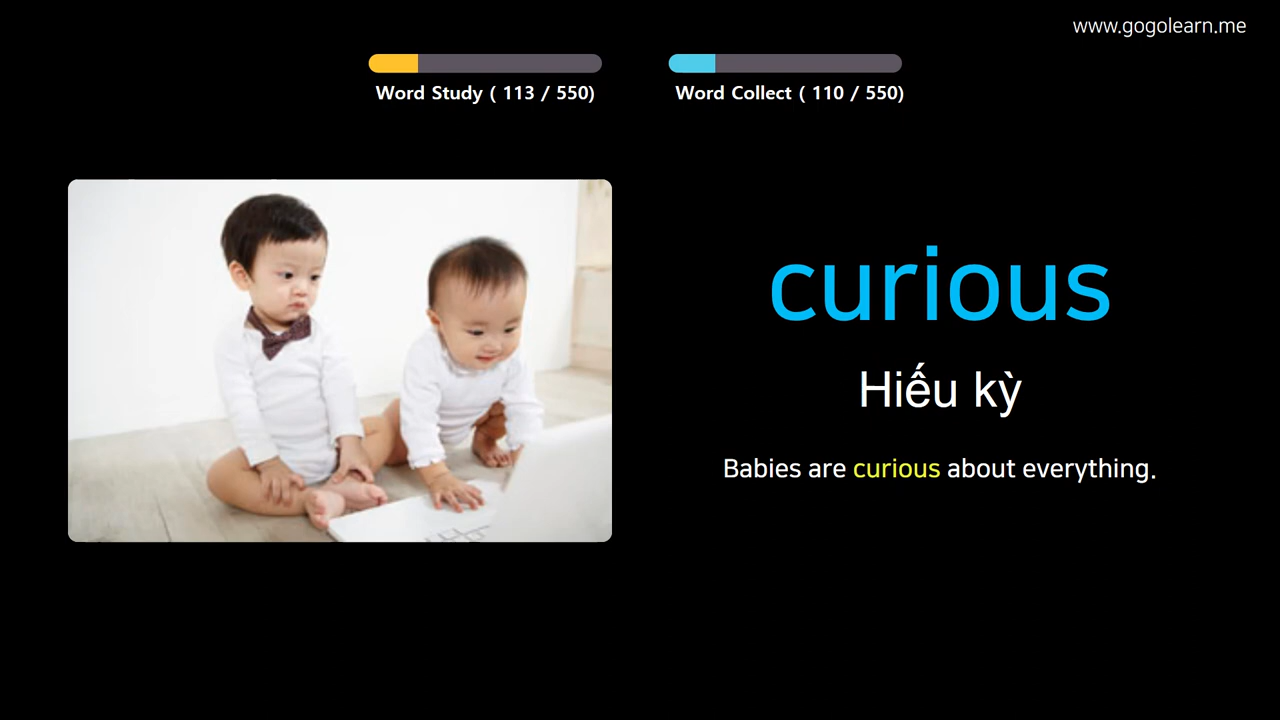 www.gogolearn.me
Word Study ( 113 / 550)
Word Collect ( 110 / 550)
curious
Hiếu kỳ
Babies are curious about everything.